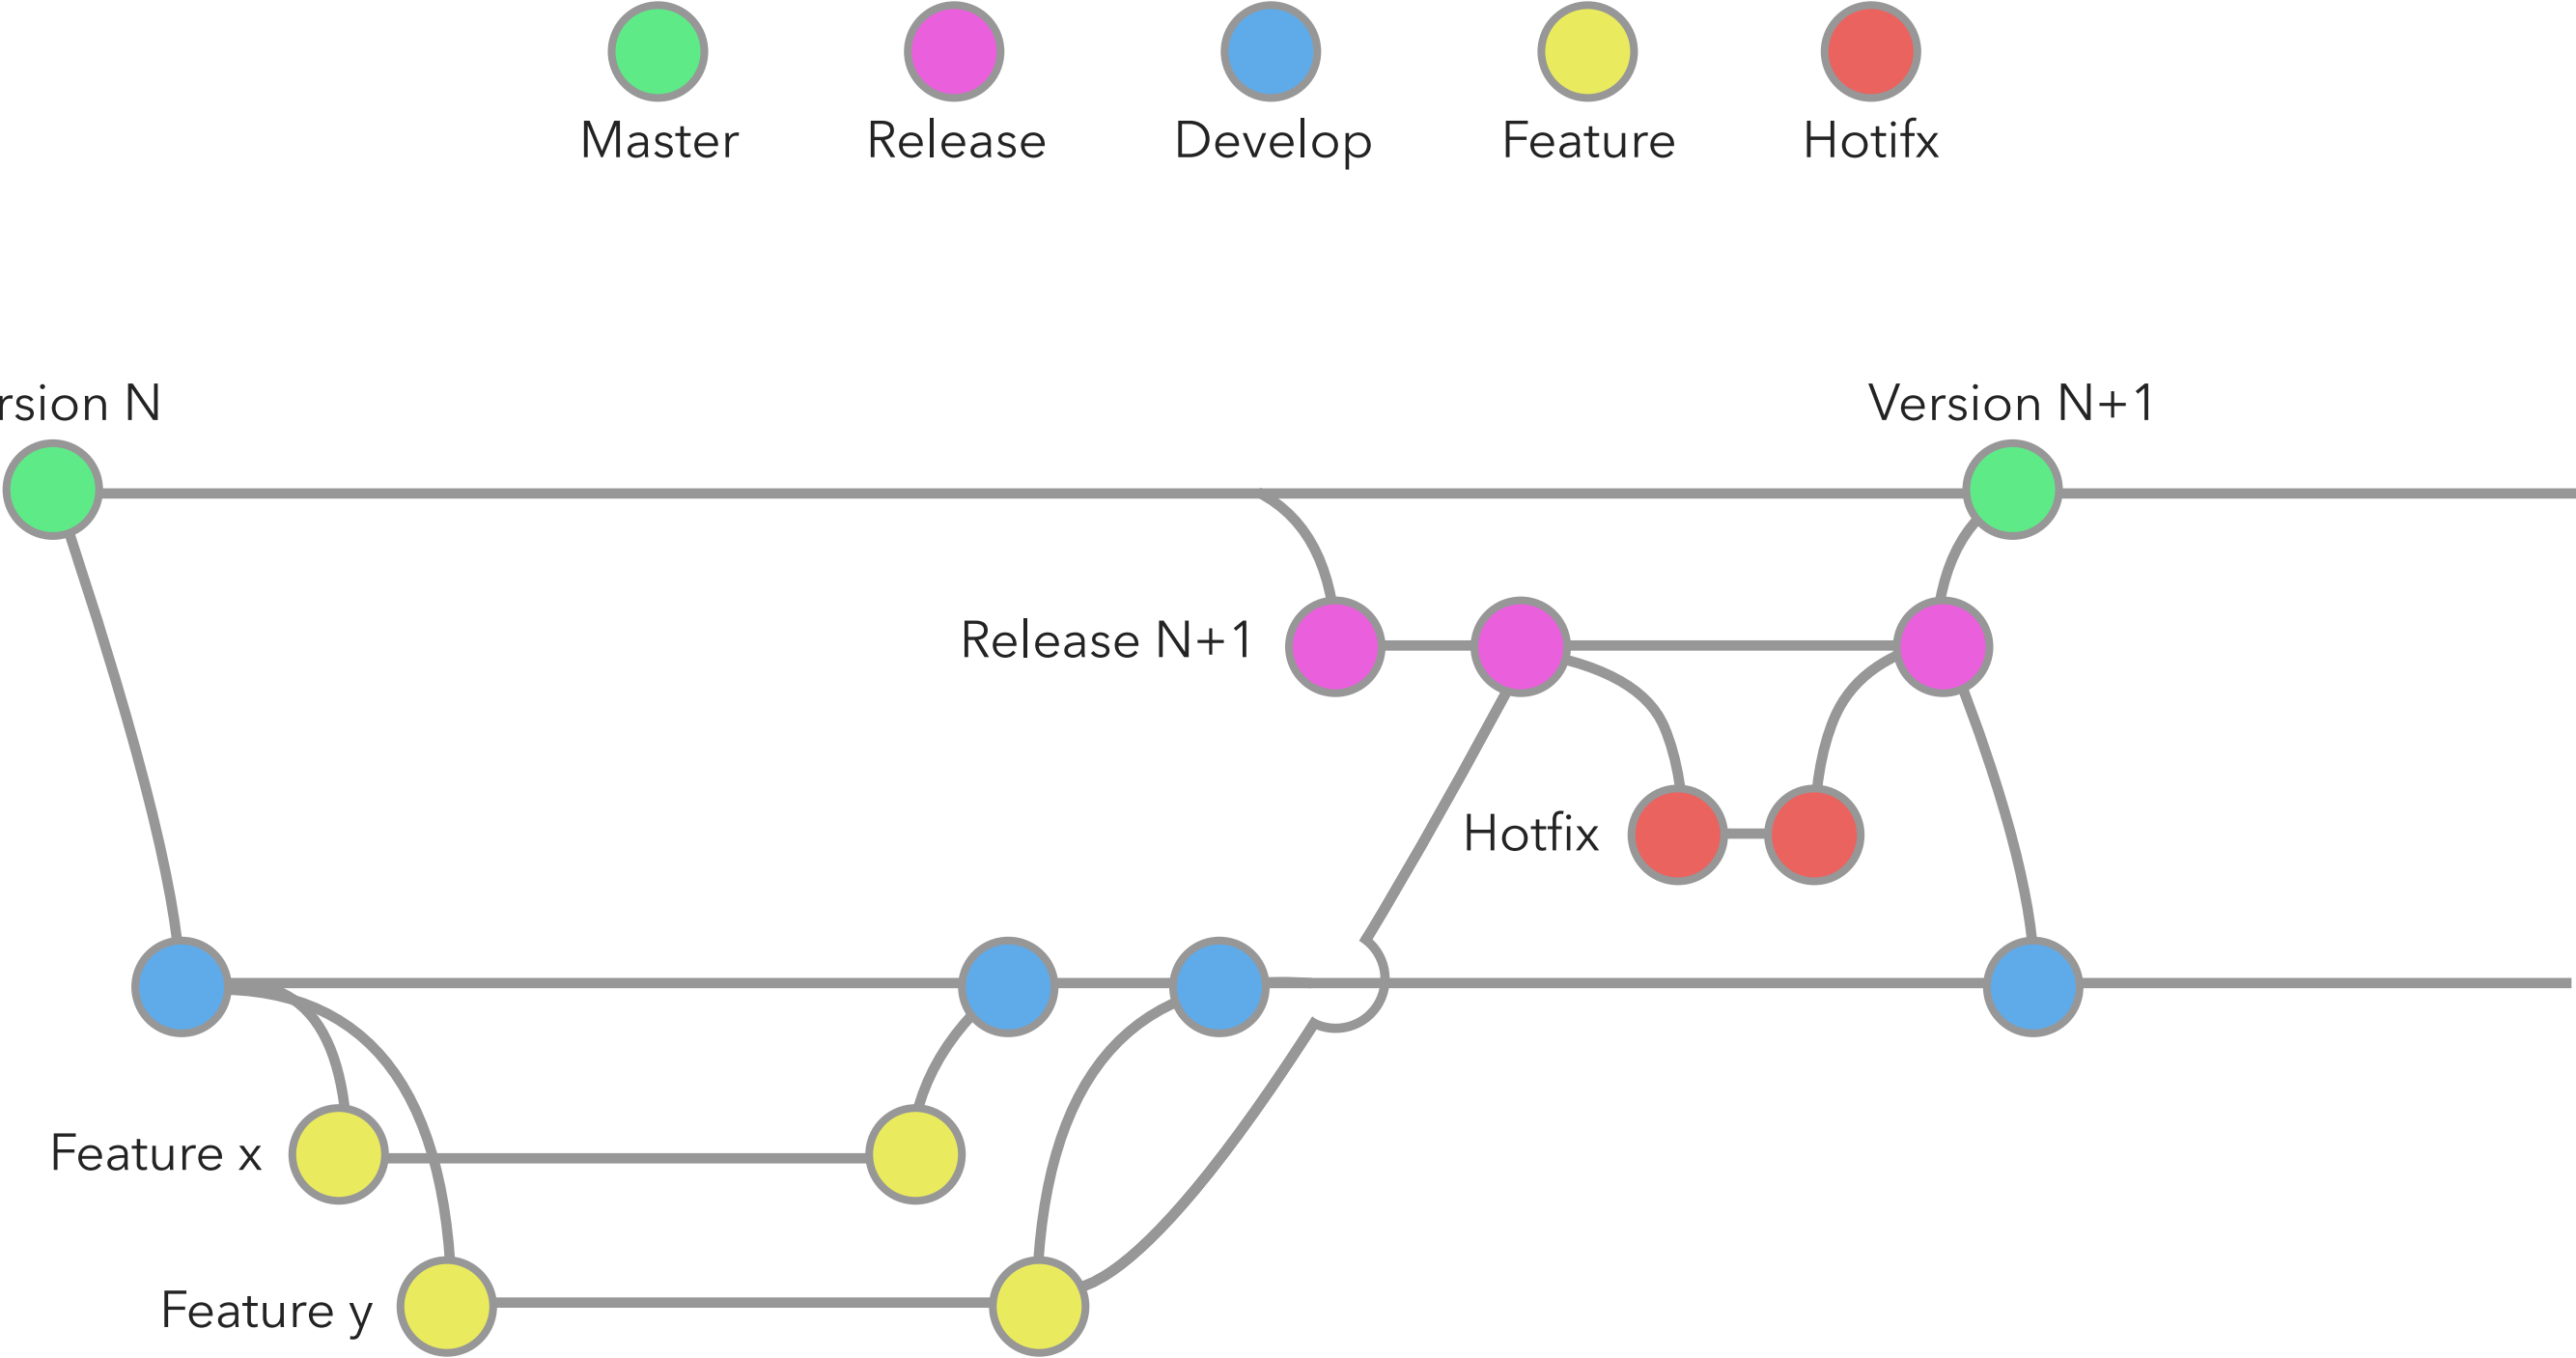 Master
Release
Develop
Feature
Hotifx
rsion N
Version N+1
Release N+1
Hotfix
Feature x
Feature y